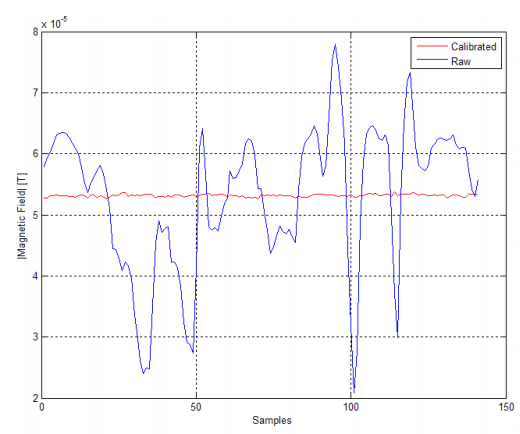 x 10⁻⁵
8
7
6
5
4
3
2
0
50
100
150
Samples
|Magnetic Field| [T]
Calibrated
Raw